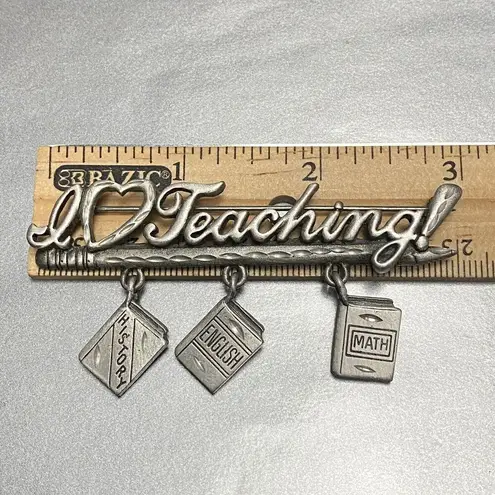 BAZIC 1 2 3
I ♡ Teaching!
HISTORY
ENGLISH
MATH